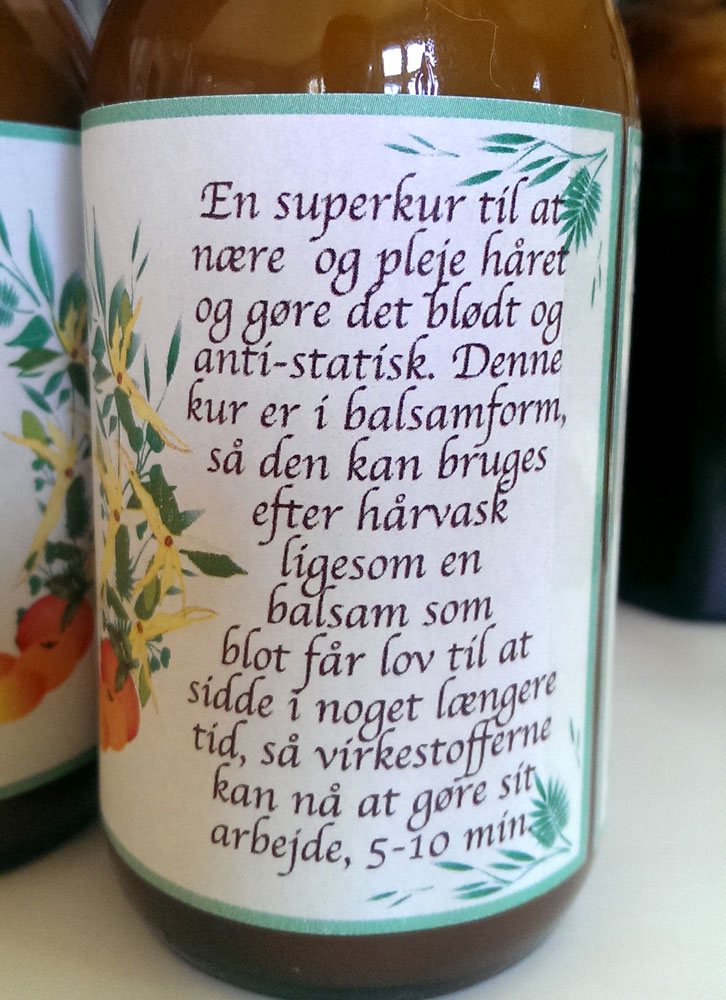 En superkur til at
nære og pleje håret
og gøre det blødt og
anti-statisk. Denne
kur er i balsamform,
så den kan bruges
efter hårvask
ligesom en
balsam som
blot får lov til at
sidde i noget længere
tid, så virkestofferne
kan nå at gøre sit
arbejde, 5-10 min.